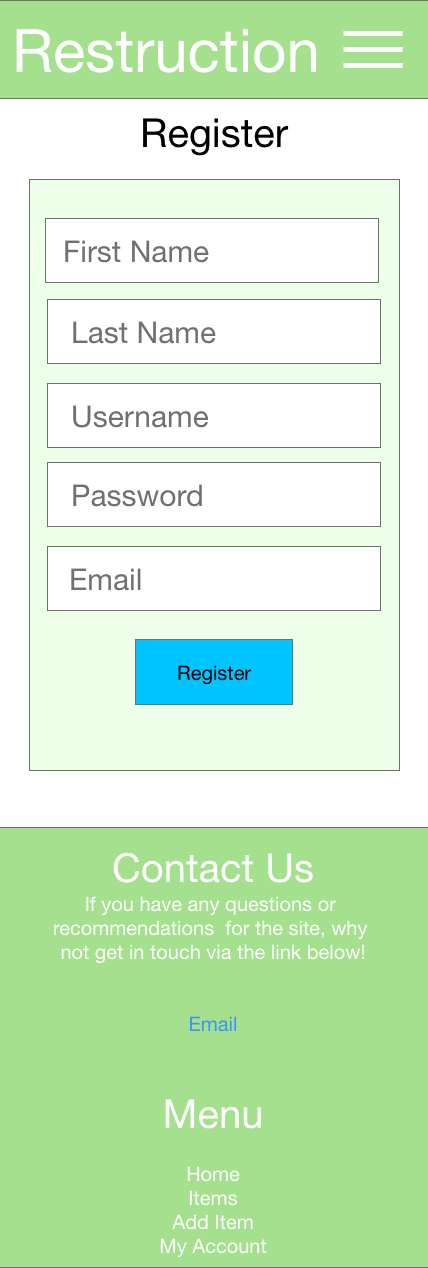 Restruction
Register
First Name
Last Name
Username
Password
Email
Register
Contact Us
If you have any questions or
recommendations  for the site, why
not get in touch via the link below!
Email
Menu
Home
Items
Add Item
My Account